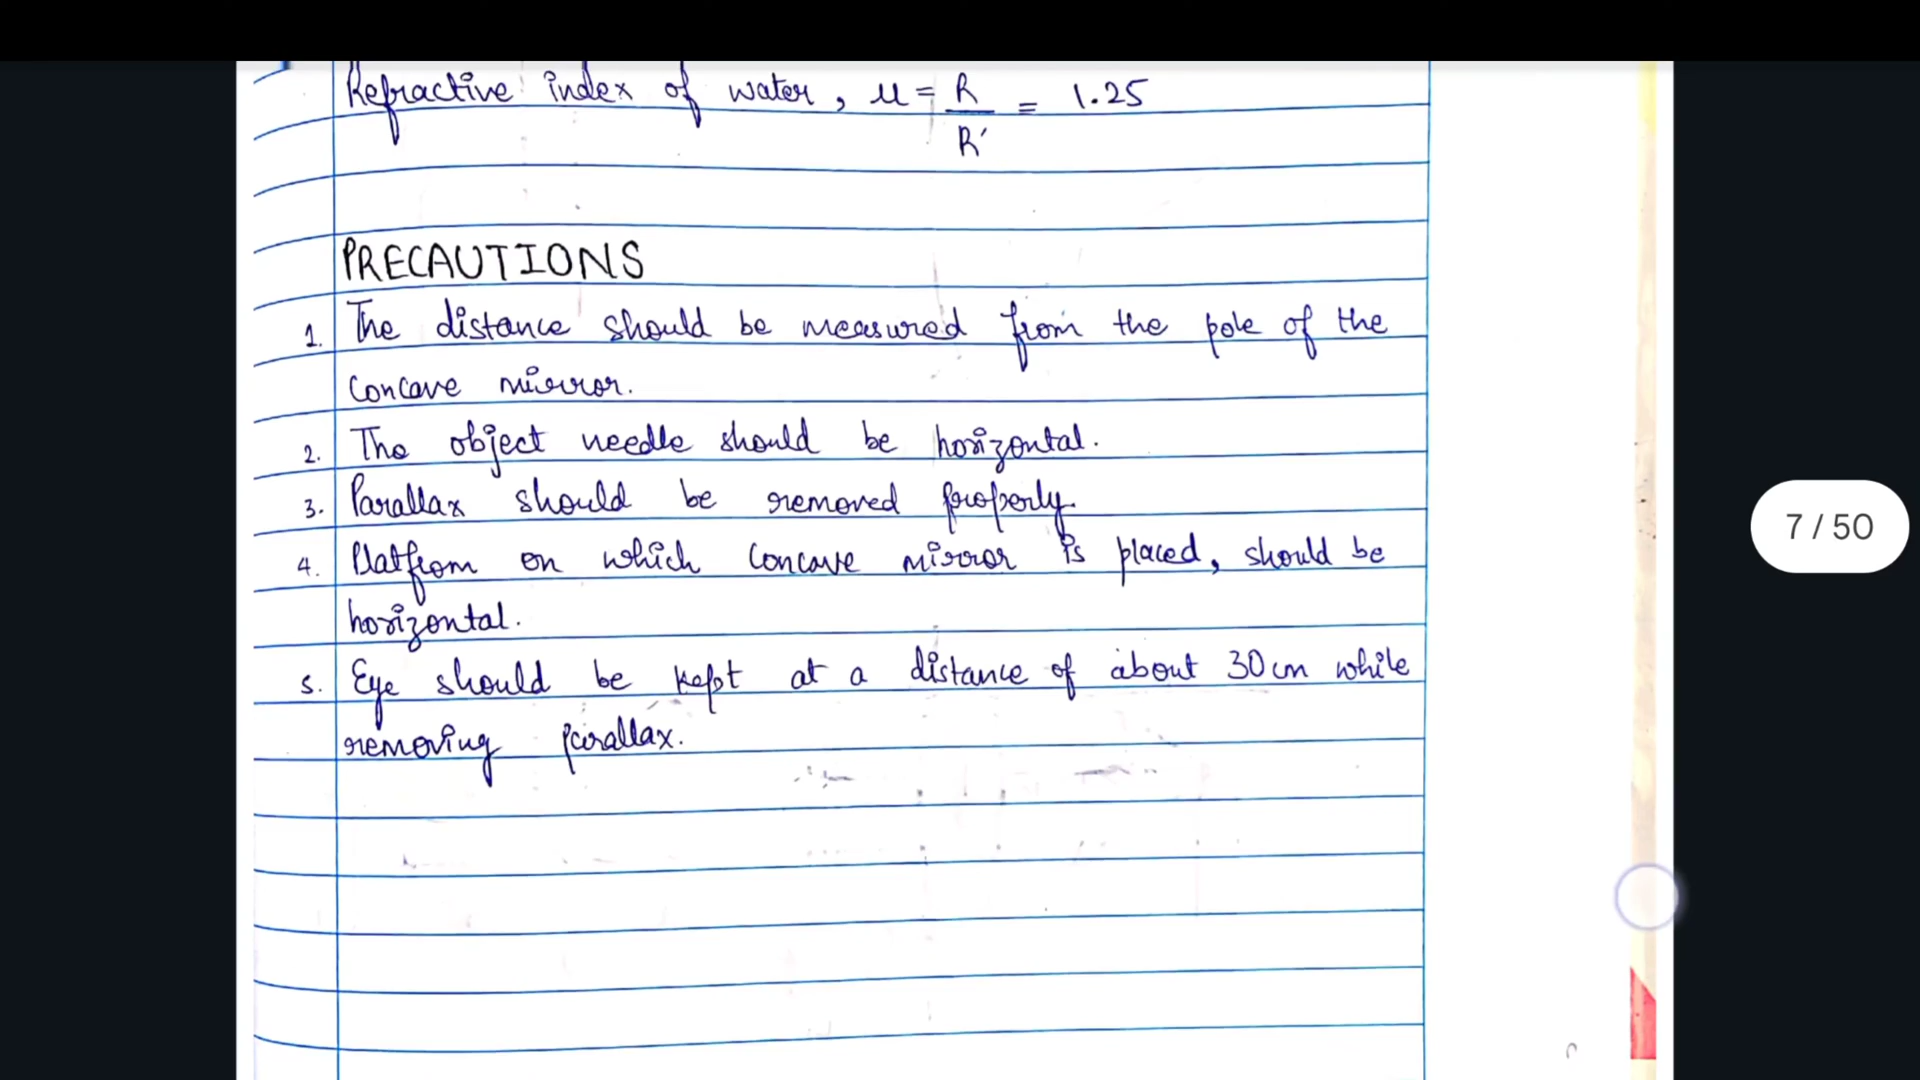 Refractive index of water, μ = R/R′ = 1.25
PRECAUTIONS
1. The distance should be measured from the pole of the
concave mirror.
2. The object needle should be horizontal.
3. Parallax should be removed properly.
4. Platfrom on which concave mirror is placed, should be
horizontal.
5. Eye should be kept at a distance of about 30 cm while
removing parallax.
7 / 50